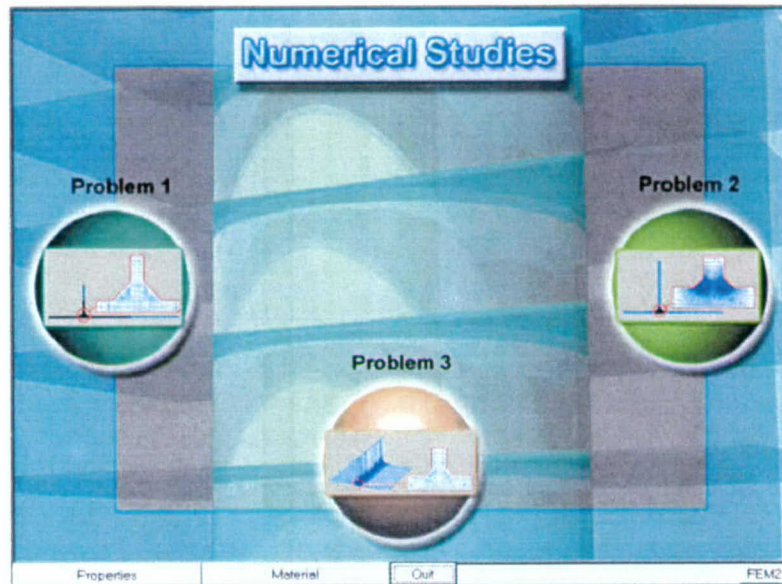 Numerical Studies
Problem 1
Problem 2
Problem 3
Properties Material Quit FEM2